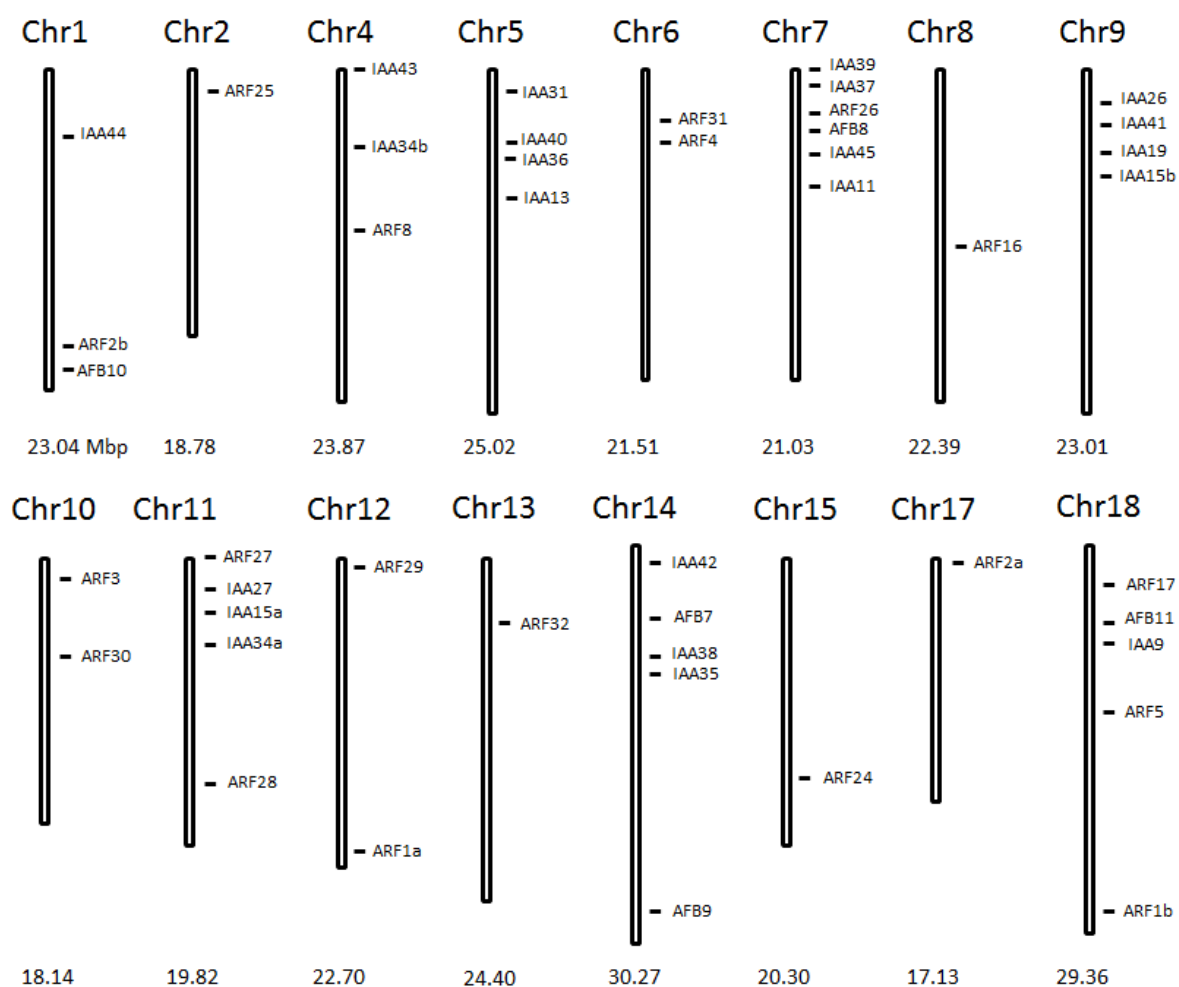 Chr1 Chr2 Chr4 Chr5 Chr6 Chr7 Chr8 Chr9
IAA44
ARF2b
AFB10
ARF25
IAA43
IAA34b
ARF8
IAA31
IAA40
IAA36
IAA13
ARF31
ARF4
IAA39
IAA37
ARF26
AFB8
IAA45
IAA11
ARF16
IAA26
IAA41
IAA19
IAA15b
23.04 Mbp 18.78 23.87 25.02 21.51 21.03 22.39 23.01
Chr10 Chr11 Chr12 Chr13 Chr14 Chr15 Chr17 Chr18
ARF3
ARF30
ARF27
IAA27
IAA15a
IAA34a
ARF28
ARF29
ARF1a
ARF32
IAA42
AFB7
IAA38
IAA35
AFB9
ARF24
ARF2a
ARF17
AFB11
IAA9
ARF5
ARF1b
18.14 19.82 22.70 24.40 30.27 20.30 17.13 29.36